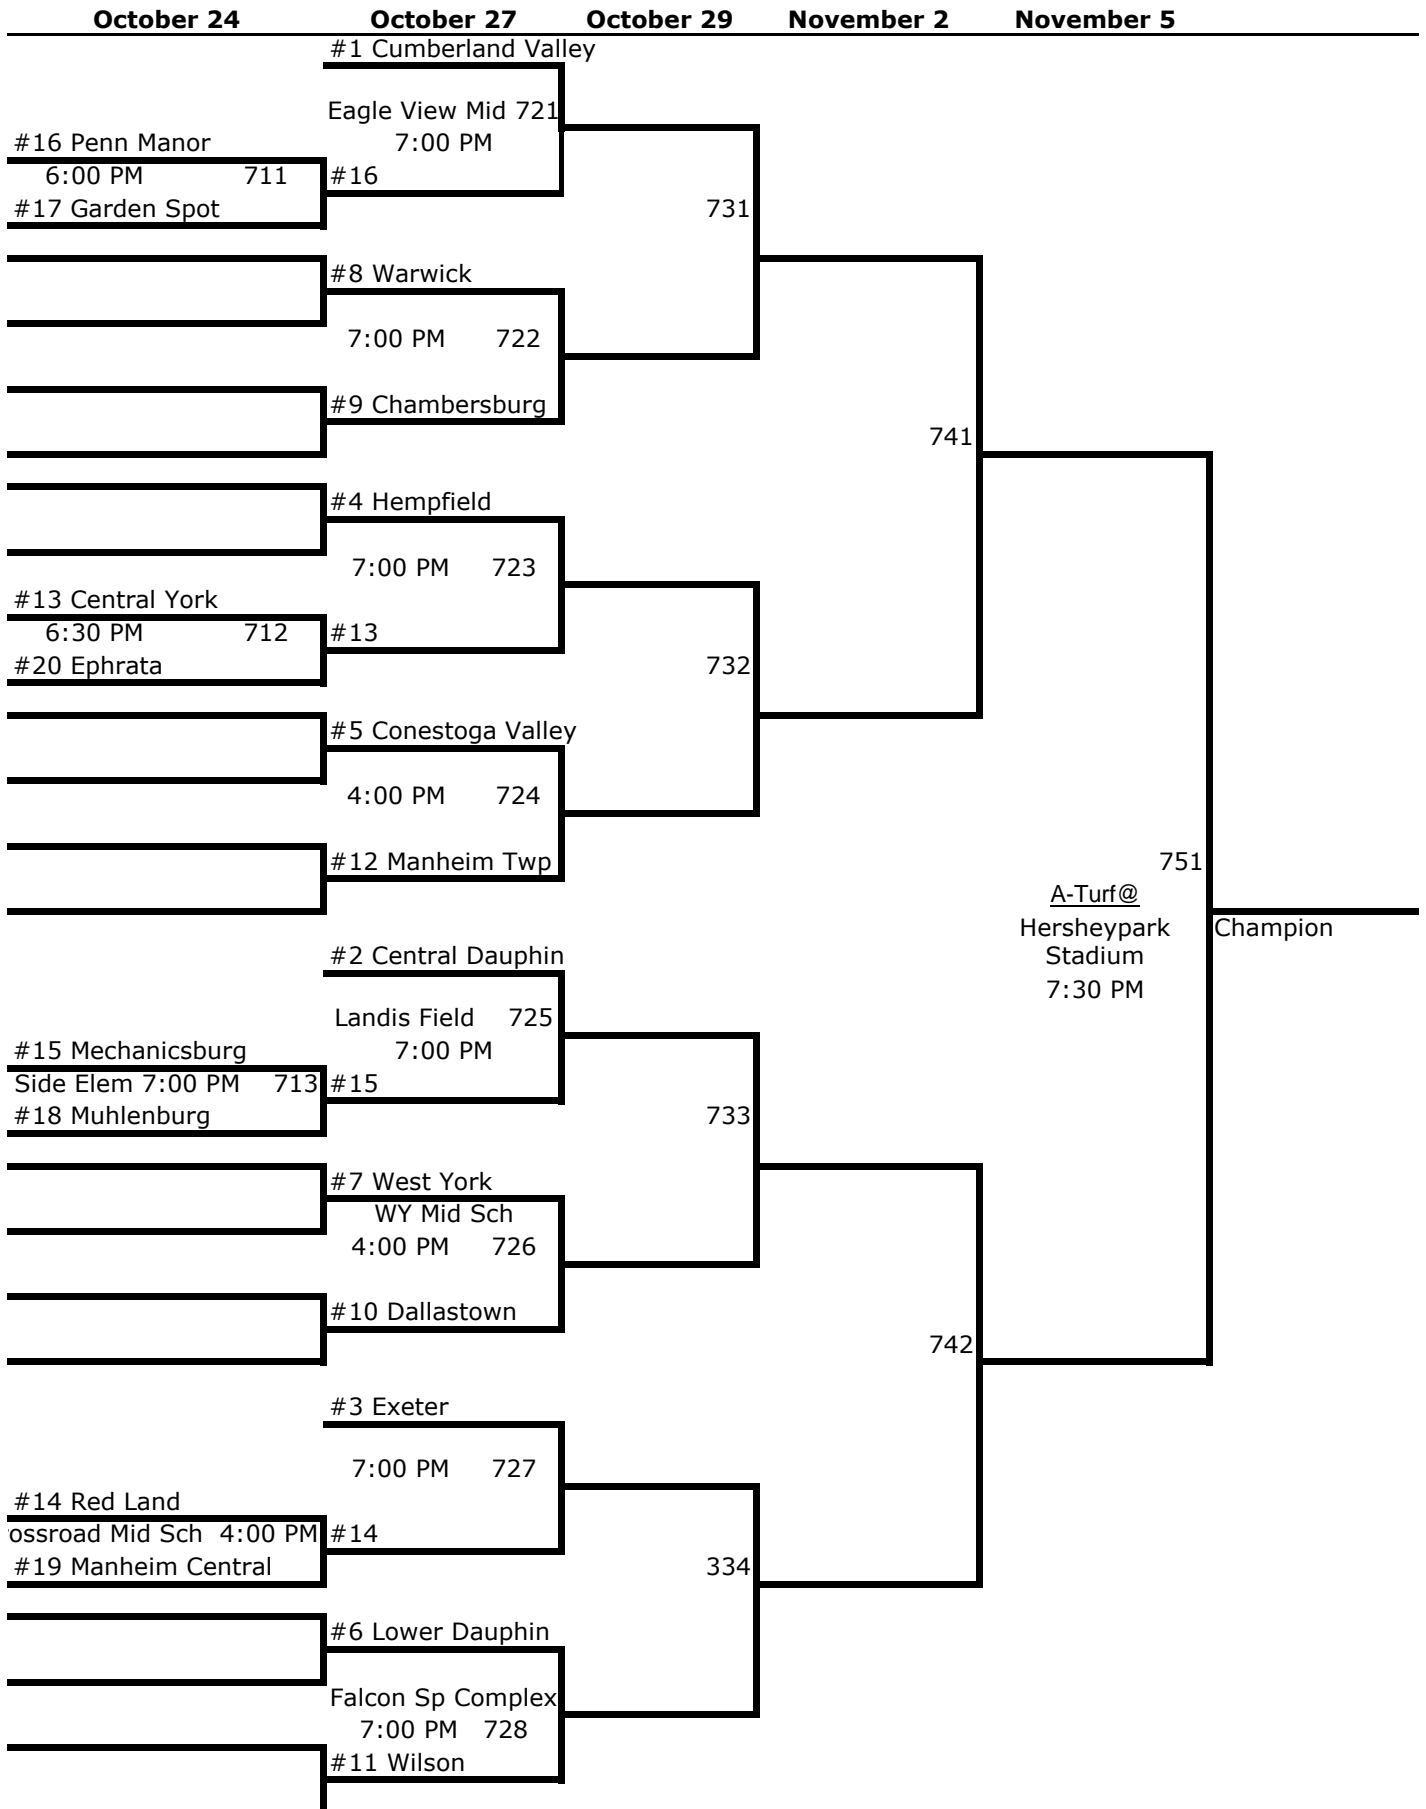 October 24 October 27 October 29 November 2 November 5
#1 Cumberland Valley
Eagle View Mid 721
#16 Penn Manor 7:00 PM
6:00 PM 711 #16
#17 Garden Spot 731
#8 Warwick
7:00 PM 722
#9 Chambersburg
741
#4 Hempfield
7:00 PM 723
#13 Central York
6:30 PM 712 #13
#20 Ephrata 732
#5 Conestoga Valley
4:00 PM 724
#12 Manheim Twp 751
A-Turf@
Hersheypark Champion
#2 Central Dauphin Stadium
7:30 PM
Landis Field 725
#15 Mechanicsburg 7:00 PM
Side Elem 7:00 PM 713 #15
#18 Muhlenburg 733
#7 West York
WY Mid Sch
4:00 PM 726
#10 Dallastown
742
#3 Exeter
7:00 PM 727
#14 Red Land
ossroad Mid Sch 4:00 PM #14
#19 Manheim Central 334
#6 Lower Dauphin
Falcon Sp Complex
7:00 PM 728
#11 Wilson